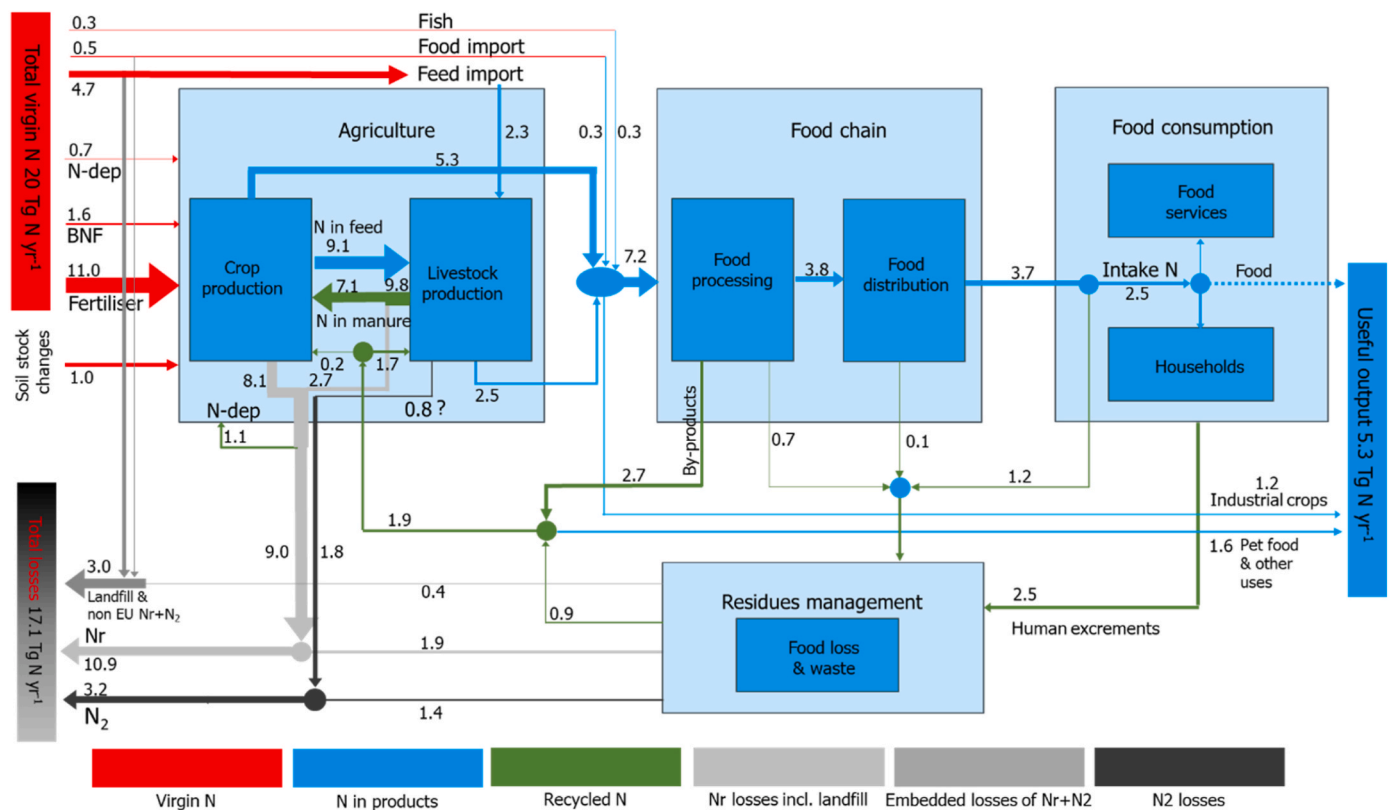 0.3
Fish
0.5
Food import
Feed import
4.7
Total virgin N 20 Tg N yr-1
Agriculture
2.3
0.3
0.3
Food chain
Food consumption
5.3
0.7
N-dep
1.6
BNF
11.0
Fertiliser
Soil stock
changes
1.0
N in feed
9.1
Crop
production
Livestock
production
7.1
9.8
N in manure
0.2
1.7
8.1
2.7
2.5
0.8 ?
N-dep
1.1
7.2
Food
processing
3.8
Food
distribution
3.7
Intake N
2.5
Food
services
Food
Households
Useful output 5.3 Tg N yr-1
By-products
0.7
0.1
1.2
2.7
1.9
1.2
Industrial crops
1.6
Pet food
& other
uses
9.0
1.8
Total losses 17.1 Tg N yr-1
3.0
Landfill &
non EU Nr+N2
0.4
Nr
10.9
1.9
3.2
N2
1.4
0.9
Residues management
Food loss
& waste
2.5
Human excrements
Virgin N
N in products
Recycled N
Nr losses incl. landfill
Embedded losses of Nr+N2
N2 losses